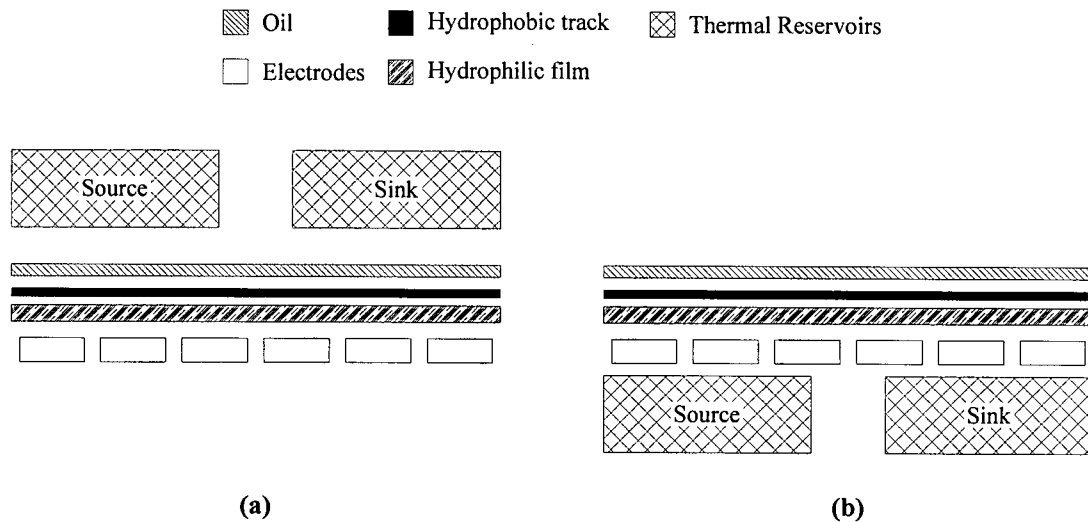 Oil
Hydrophobic track
Thermal Reservoirs
Electrodes
Hydrophilic film
Source
Sink
Source
Sink
(a)
(b)